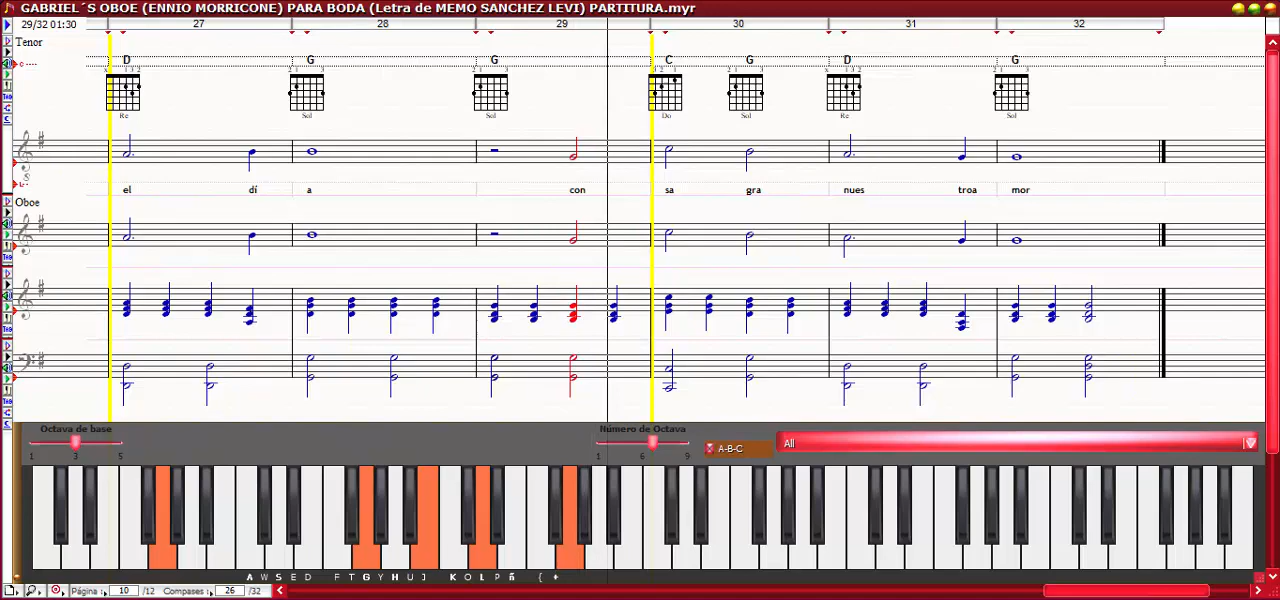 GABRIEL´S OBOE (ENNIO MORRICONE) PARA BODA (Letra de MEMO SANCHEZ LEVI) PARTITURA.myr
29/32 01:30 27 28 29 30 31 32
Tenor
D G G C G D G
Re Sol Sol Do Sol Re Sol
8
el dí a con sa gra nues troa mor
Oboe
Octava de base Número de Octava
A-B-C All
1 3 5 1 6 9
A W S E D F T G Y H U J K O L P ñ { +
Página : 10 /12 Compases : 26 /32